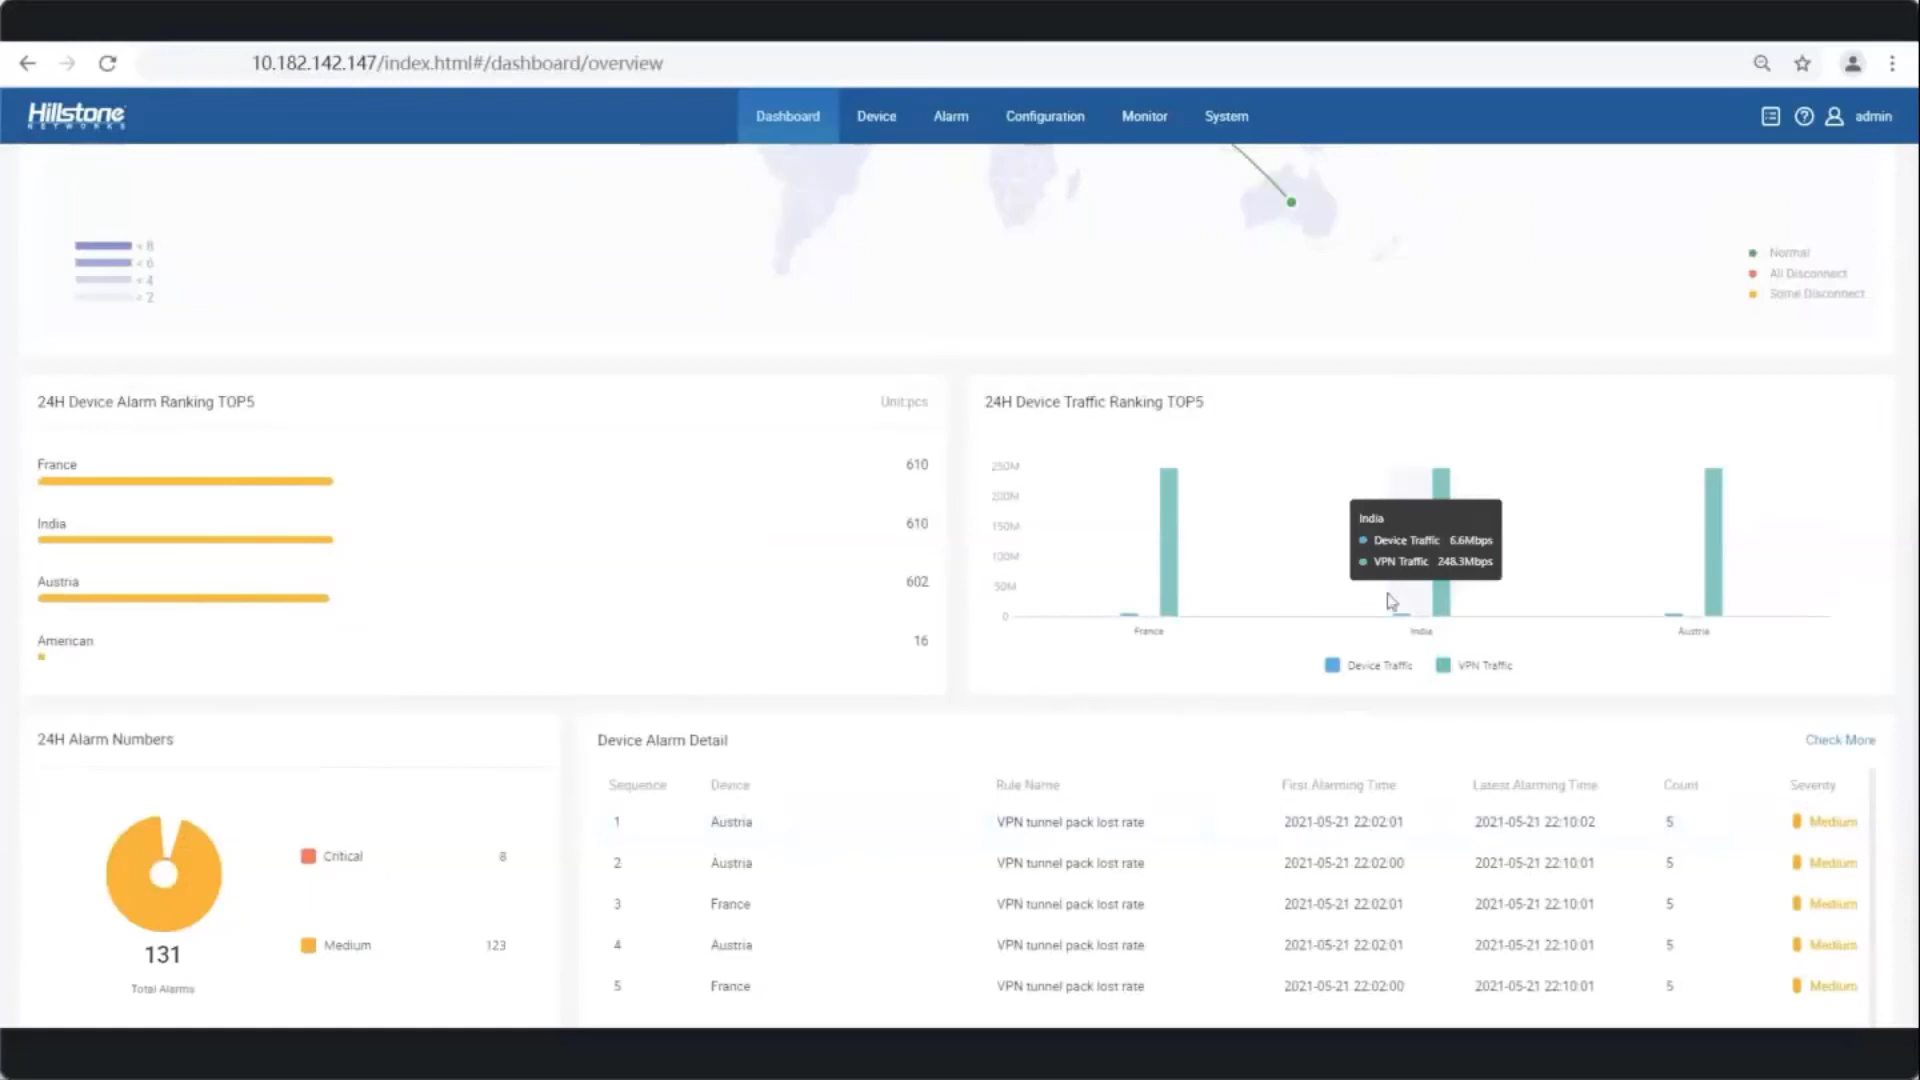 10.182.142.147/index.html#/dashboard/overview
Hillstone
NETWORKS
Dashboard Device Alarm Configuration Monitor System
admin
< 8
< 6
< 4
< 2
Normal
All Disconnect
Some Disconnect
24H Device Alarm Ranking TOP5 Unit:pcs
France 610
India 610
Austria 602
American 16
24H Device Traffic Ranking TOP5
250M
200M
150M
100M
50M
0
India
Device Traffic 6.6Mbps
VPN Traffic 248.3Mbps
France India Austria
Device Traffic VPN Traffic
24H Alarm Numbers
131
Total Alarms
Critical 8
Medium 123
Device Alarm Detail Check More
Sequence Device Rule Name First Alarming Time Latest Alarming Time Count Severity
1 Austria VPN tunnel pack lost rate 2021-05-21 22:02:01 2021-05-21 22:10:02 5 Medium
2 Austria VPN tunnel pack lost rate 2021-05-21 22:02:00 2021-05-21 22:10:01 5 Medium
3 France VPN tunnel pack lost rate 2021-05-21 22:02:01 2021-05-21 22:10:01 5 Medium
4 Austria VPN tunnel pack lost rate 2021-05-21 22:02:01 2021-05-21 22:10:01 5 Medium
5 France VPN tunnel pack lost rate 2021-05-21 22:02:00 2021-05-21 22:10:01 5 Medium